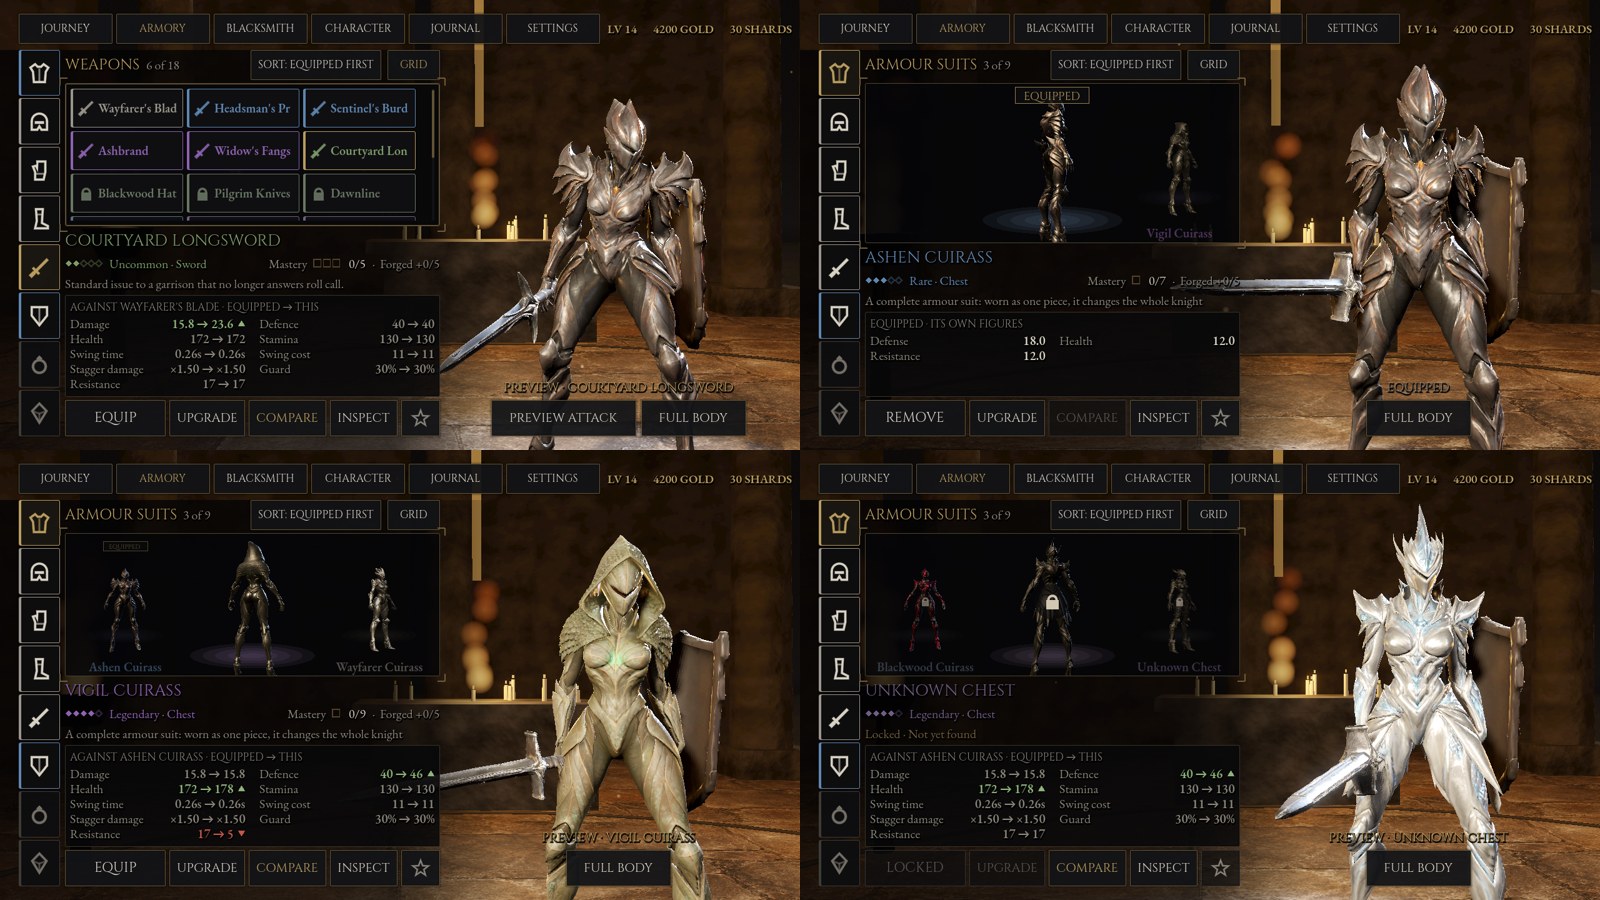 JOURNEY ARMORY BLACKSMITH CHARACTER JOURNAL SETTINGS LV 14 4200 GOLD 30 SHARDS
WEAPONS 6 of 18 SORT: EQUIPPED FIRST GRID
Wayfarer's Blad Headsman's Pr Sentinel's Burd
Ashbrand Widow's Fangs Courtyard Lon
Blackwood Hat Pilgrim Knives Dawnline
COURTYARD LONGSWORD
Uncommon · Sword Mastery 0/5 · Forged +0/5
Standard issue to a garrison that no longer answers roll call.
AGAINST WAYFARER'S BLADE · EQUIPPED → THIS
Damage 15.8 → 23.6 ▲ Defence 40 → 40
Health 172 → 172 Stamina 130 → 130
Swing time 0.26s → 0.26s Swing cost 11 → 11
Stagger damage ×1.50 → ×1.50 Guard 30% → 30%
Resistance 17 → 17
PREVIEW · COURTYARD LONGSWORD
EQUIP UPGRADE COMPARE INSPECT PREVIEW ATTACK FULL BODY
JOURNEY ARMORY BLACKSMITH CHARACTER JOURNAL SETTINGS LV 14 4200 GOLD 30 SHARDS
ARMOUR SUITS 3 of 9 SORT: EQUIPPED FIRST GRID
EQUIPPED
Vigil Cuirass
ASHEN CUIRASS
Rare · Chest Mastery 0/7 · Forged +0/5
A complete armour suit: worn as one piece, it changes the whole knight
EQUIPPED · ITS OWN FIGURES
Defense 18.0 Health 12.0
Resistance 12.0
EQUIPPED
REMOVE UPGRADE COMPARE INSPECT FULL BODY
JOURNEY ARMORY BLACKSMITH CHARACTER JOURNAL SETTINGS LV 14 4200 GOLD 30 SHARDS
ARMOUR SUITS 3 of 9 SORT: EQUIPPED FIRST GRID
EQUIPPED
Ashen Cuirass Wayfarer Cuirass
VIGIL CUIRASS
Legendary · Chest Mastery 0/9 · Forged +0/5
A complete armour suit: worn as one piece, it changes the whole knight
AGAINST ASHEN CUIRASS · EQUIPPED → THIS
Damage 15.8 → 15.8 Defence 40 → 46 ▲
Health 172 → 178 ▲ Stamina 130 → 130
Swing time 0.26s → 0.26s Swing cost 11 → 11
Stagger damage ×1.50 → ×1.50 Guard 30% → 30%
Resistance 17 → 5 ▼
PREVIEW · VIGIL CUIRASS
EQUIP UPGRADE COMPARE INSPECT FULL BODY
JOURNEY ARMORY BLACKSMITH CHARACTER JOURNAL SETTINGS LV 14 4200 GOLD 30 SHARDS
ARMOUR SUITS 3 of 9 SORT: EQUIPPED FIRST GRID
Blackwood Cuirass Unknown Chest
UNKNOWN CHEST
Legendary · Chest
Locked · Not yet found
AGAINST ASHEN CUIRASS · EQUIPPED → THIS
Damage 15.8 → 15.8 Defence 40 → 46 ▲
Health 172 → 178 ▲ Stamina 130 → 130
Swing time 0.26s → 0.26s Swing cost 11 → 11
Stagger damage ×1.50 → ×1.50 Guard 30% → 30%
Resistance 17 → 17
PREVIEW · UNKNOWN CHEST
LOCKED UPGRADE COMPARE INSPECT FULL BODY